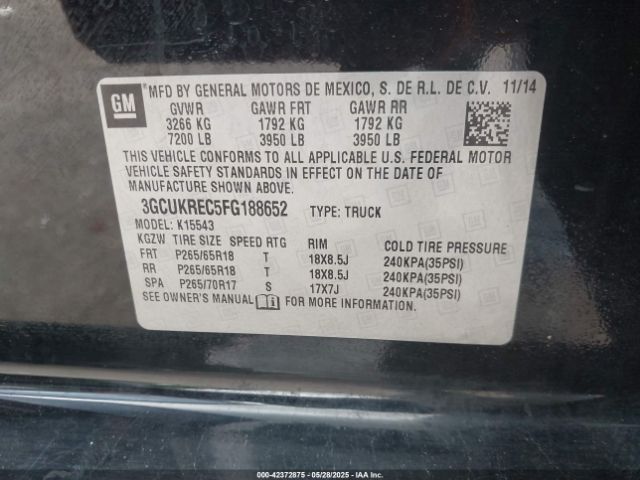 GM
MFD BY GENERAL MOTORS DE MEXICO, S. DE R.L. DE C.V. 11/14
GVWR GAWR FRT GAWR RR
3266 KG 1792 KG 1792 KG
7200 LB 3950 LB 3950 LB
THIS VEHICLE CONFORMS TO ALL APPLICABLE U.S. FEDERAL MOTOR
VEHICLE SAFETY STANDARDS IN EFFECT ON THE DATE OF
MANUFACTURE SHOWN ABOVE.
3GCUKREC5FG188652 TYPE: TRUCK
MODEL: K15543
KGZW TIRE SIZE SPEED RTG RIM COLD TIRE PRESSURE
FRT P265/65R18 T 18X8.5J 240KPA(35PSI)
RR P265/65R18 T 18X8.5J 240KPA(35PSI)
SPA P265/70R17 S 17X7J 240KPA(35PSI)
SEE OWNER'S MANUAL FOR MORE INFORMATION.
000-42372875 - 05/28/2025 - IAAI.COM